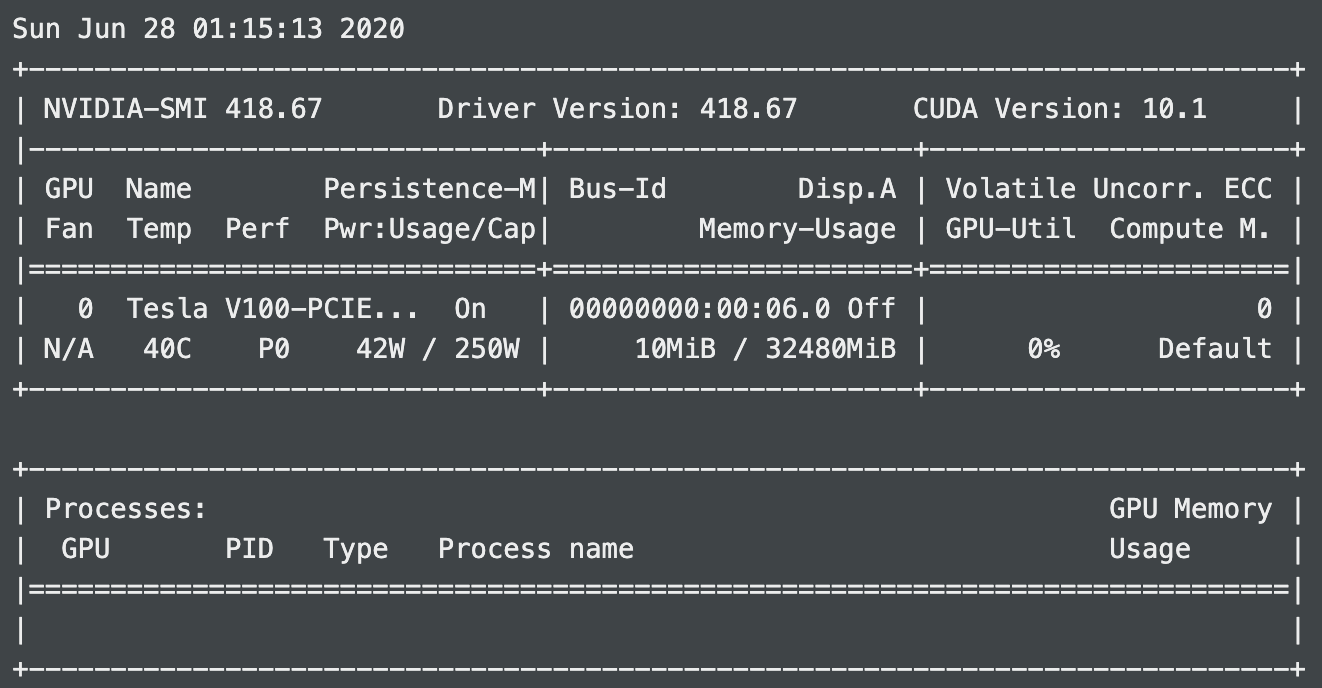 Sun Jun 28 01:15:13 2020
+-----------------------------------------------------------------------------+
| NVIDIA-SMI 418.67       Driver Version: 418.67       CUDA Version: 10.1     |
|-------------------------------+----------------------+----------------------+
| GPU  Name        Persistence-M| Bus-Id        Disp.A | Volatile Uncorr. ECC |
| Fan  Temp  Perf  Pwr:Usage/Cap|         Memory-Usage | GPU-Util  Compute M. |
|===============================+======================+======================|
|   0  Tesla V100-PCIE...  On   | 00000000:00:06.0 Off |                    0 |
| N/A   40C    P0    42W / 250W |     10MiB / 32480MiB |      0%      Default |
+-------------------------------+----------------------+----------------------+

+-----------------------------------------------------------------------------+
| Processes:                                                       GPU Memory |
|  GPU       PID   Type   Process name                             Usage      |
|=============================================================================|
|                                                                             |
+-----------------------------------------------------------------------------+